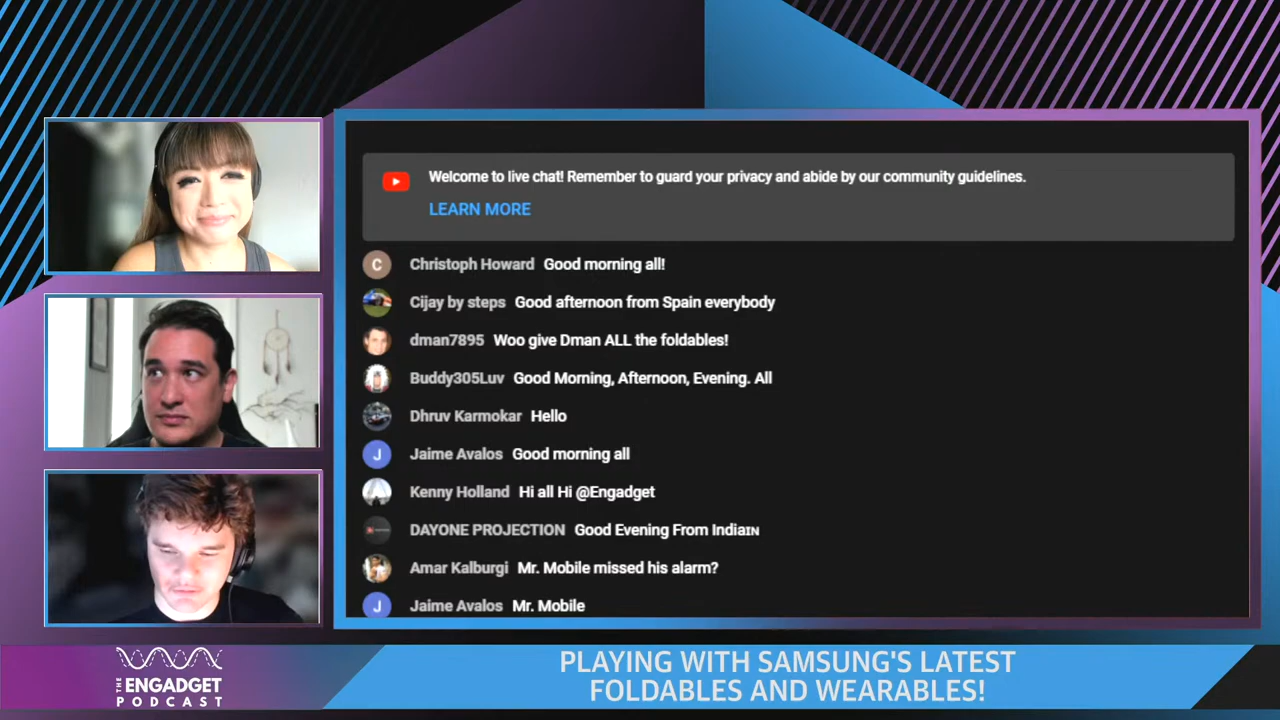 Welcome to live chat! Remember to guard your privacy and abide by our community guidelines.
LEARN MORE
C Christoph Howard Good morning all!
Cijay by steps Good afternoon from Spain everybody
dman7895 Woo give Dman ALL the foldables!
Buddy305Luv Good Morning, Afternoon, Evening. All
Dhruv Karmokar Hello
J Jaime Avalos Good morning all
Kenny Holland Hi all Hi @Engadget
DAYONE PROJECTION Good Evening From IndiaIN
Amar Kalburgi Mr. Mobile missed his alarm?
J Jaime Avalos Mr. Mobile
THE ENGADGET
PODCAST
PLAYING WITH SAMSUNG'S LATEST
FOLDABLES AND WEARABLES!